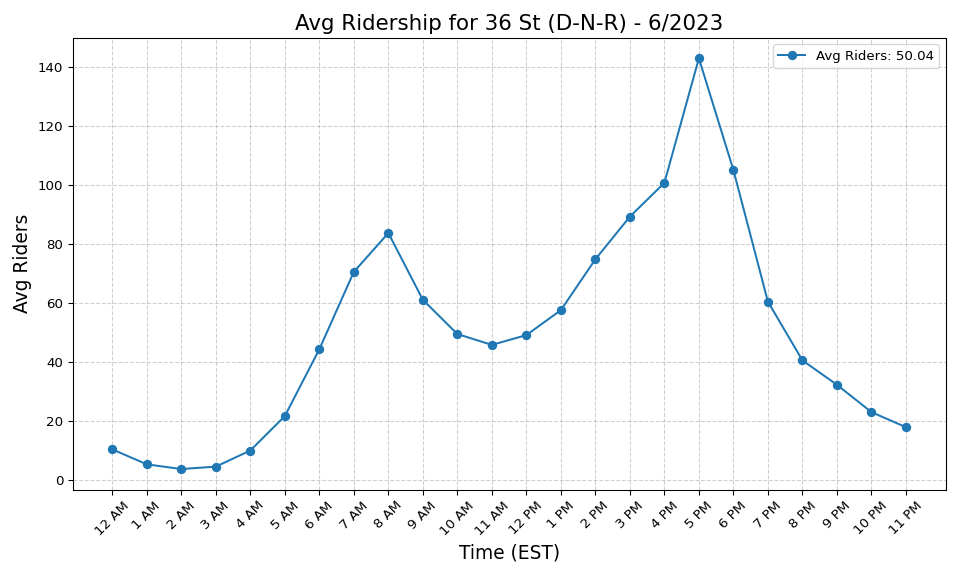 Avg Ridership for 36 St (D-N-R) - 6/2023
Avg Riders: 50.04
Avg Riders
140
120
100
80
60
40
20
0
12 AM 1 AM 2 AM 3 AM 4 AM 5 AM 6 AM 7 AM 8 AM 9 AM 10 AM 11 AM 12 PM 1 PM 2 PM 3 PM 4 PM 5 PM 6 PM 7 PM 8 PM 9 PM 10 PM 11 PM
Time (EST)